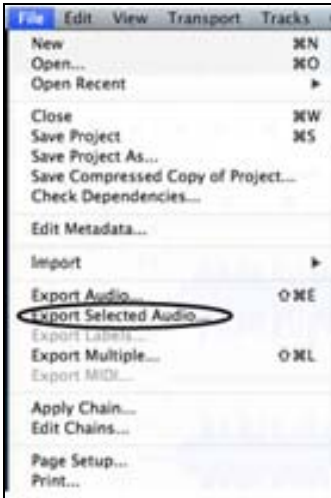 File Edit View Transport Tracks
New ⌘N
Open... ⌘O
Open Recent ▶
Close ⌘W
Save Project ⌘S
Save Project As...
Save Compressed Copy of Project...
Check Dependencies...
Edit Metadata...
Import ▶
Export Audio... ⇧⌘E
Export Selected Audio...
Export Labels...
Export Multiple... ⇧⌘L
Export MIDI...
Apply Chain...
Edit Chains...
Page Setup...
Print...